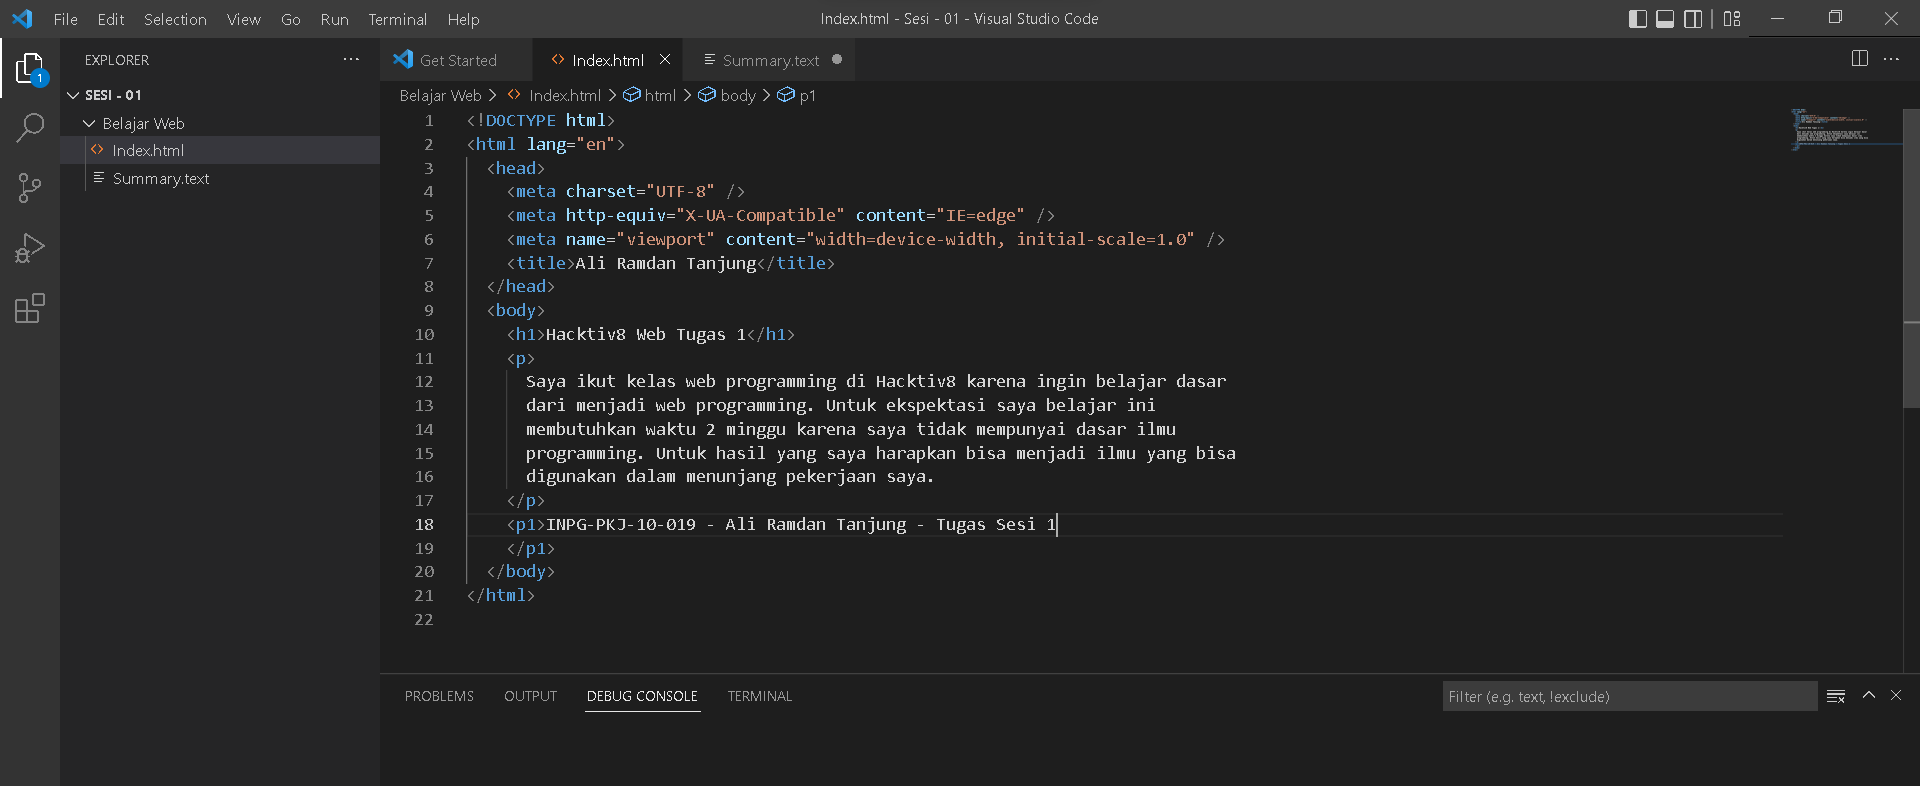 File Edit Selection View Go Run Terminal Help Index.html - Sesi - 01 - Visual Studio Code
EXPLORER
1
SESI - 01
Belajar Web
Index.html
Summary.text
Get Started Index.html Summary.text
Belajar Web > Index.html > html > body > p1
1 <!DOCTYPE html>
2 <html lang="en">
3 <head>
4 <meta charset="UTF-8" />
5 <meta http-equiv="X-UA-Compatible" content="IE=edge" />
6 <meta name="viewport" content="width=device-width, initial-scale=1.0" />
7 <title>Ali Ramdan Tanjung</title>
8 </head>
9 <body>
10 <h1>Hacktiv8 Web Tugas 1</h1>
11 <p>
12 Saya ikut kelas web programming di Hacktiv8 karena ingin belajar dasar
13 dari menjadi web programming. Untuk ekspektasi saya belajar ini
14 membutuhkan waktu 2 minggu karena saya tidak mempunyai dasar ilmu
15 programming. Untuk hasil yang saya harapkan bisa menjadi ilmu yang bisa
16 digunakan dalam menunjang pekerjaan saya.
17 </p>
18 <p1>INPG-PKJ-10-019 - Ali Ramdan Tanjung - Tugas Sesi 1
19 </p1>
20 </body>
21 </html>
22
PROBLEMS OUTPUT DEBUG CONSOLE TERMINAL Filter (e.g. text, !exclude)